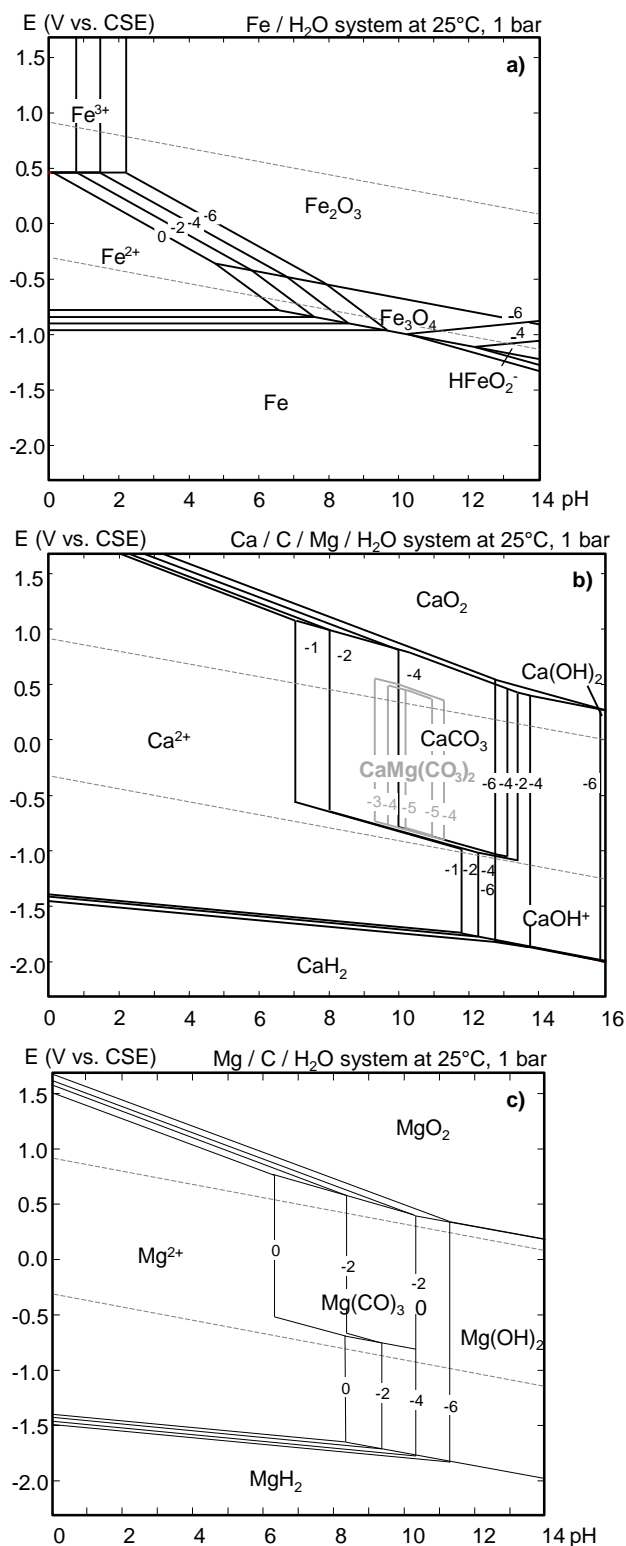 E (V vs. CSE) Fe / H₂O system at 25°C, 1 bar
a)
1.5
1.0
Fe³⁺
0.5
Fe₂O₃
0 -2 -4 -6
0.0
Fe²⁺
-0.5
Fe₃O₄ -6
-1.0
-4
HFeO₂⁻
Fe
-1.5
-2.0
0 2 4 6 8 10 12 14 pH
E (V vs. CSE) Ca / C / Mg / H₂O system at 25°C, 1 bar
b)
1.5
CaO₂
1.0
-1 -2 -4
Ca(OH)₂
0.5
0.0
Ca²⁺ CaCO₃
CaMg(CO₃)₂
-6 -4 -2 -4 -6
-3 -4 -5 -5 -4
-0.5
-1.0
-1 -2 -4
-6
-1.5
CaOH⁺
-2.0
CaH₂
0 2 4 6 8 10 12 14 16
E (V vs. CSE) Mg / C / H₂O system at 25°C, 1 bar
c)
1.5
MgO₂
1.0
0.5
0.0
Mg²⁺ 0 -2 -2
Mg(CO)₃ 0
-0.5
Mg(OH)₂
-1.0
0 -2 -4 -6
-1.5
MgH₂
-2.0
0 2 4 6 8 10 12 14 pH